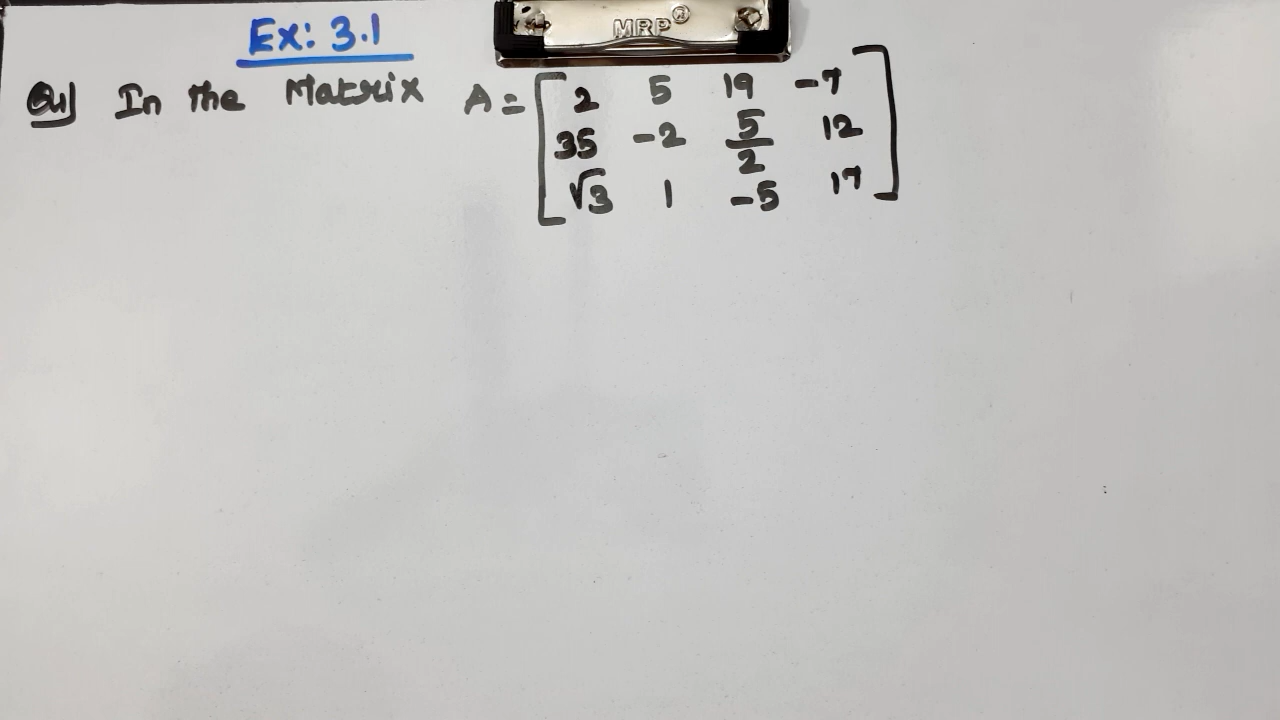 MRP®
Ex: 3.1
Q1] In the Matrix A = [ 2 5 19 -7
35 -2 5/2 12
√3 1 -5 17 ]